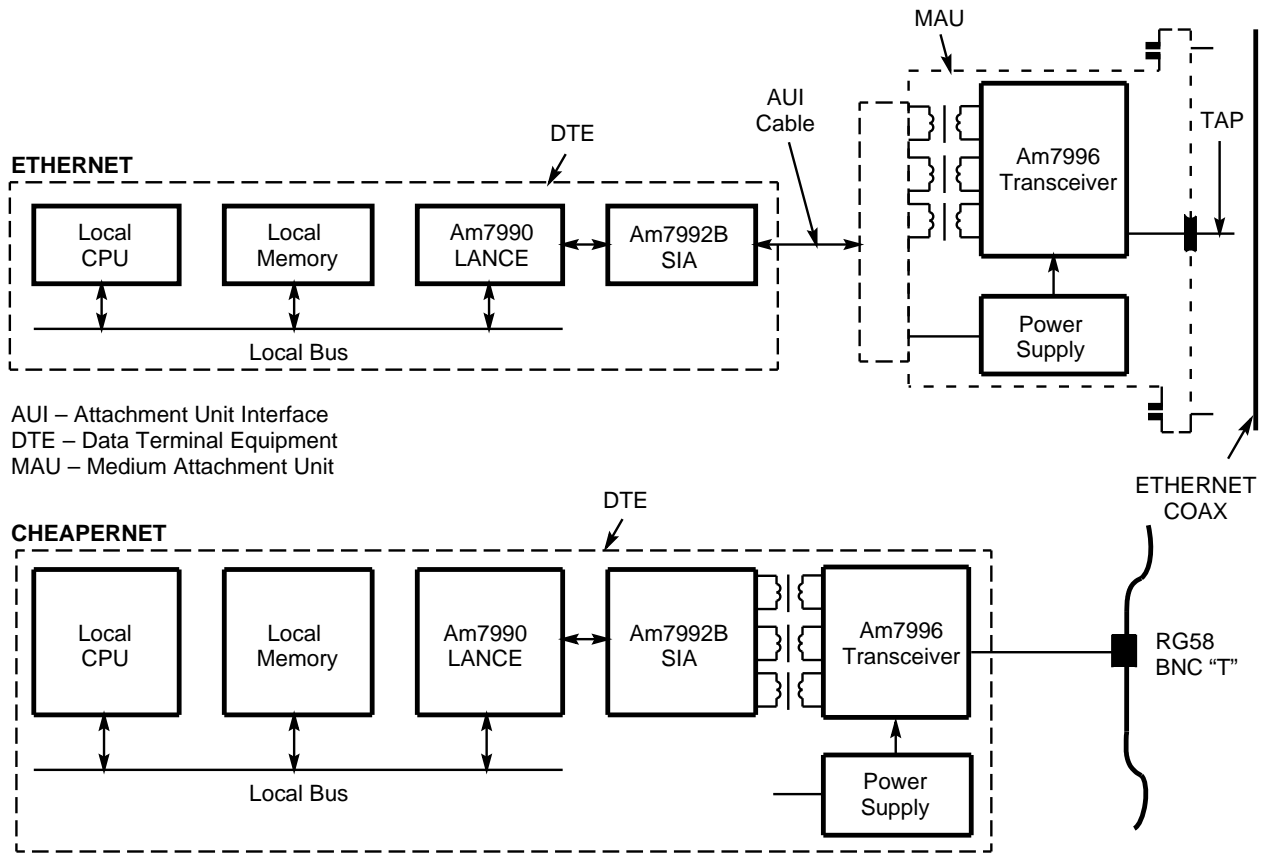 MAU
AUI
Cable
TAP
DTE
ETHERNET
Local
CPU
Local
Memory
Am7990
LANCE
Am7992B
SIA
Am7996
Transceiver
Power
Supply
Local Bus
AUI – Attachment Unit Interface
DTE – Data Terminal Equipment
MAU – Medium Attachment Unit
ETHERNET
COAX
DTE
CHEAPERNET
Local
CPU
Local
Memory
Am7990
LANCE
Am7992B
SIA
Am7996
Transceiver
RG58
BNC “T”
Power
Supply
Local Bus